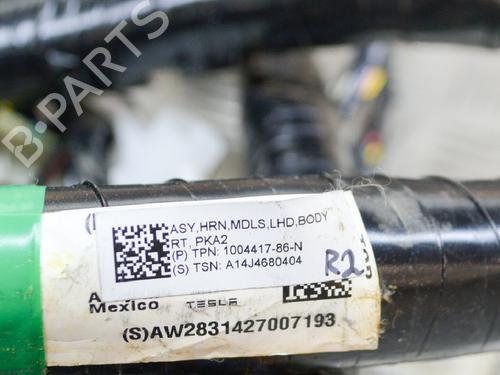 B-PARTS
ASY,HRN,MDLS,LHD,BODY
RT, PKA2
(P) TPN: 1004417-86-N
(S) TSN: A14J4680404
R2
Mexico TESLA
(S)AW2831427007193